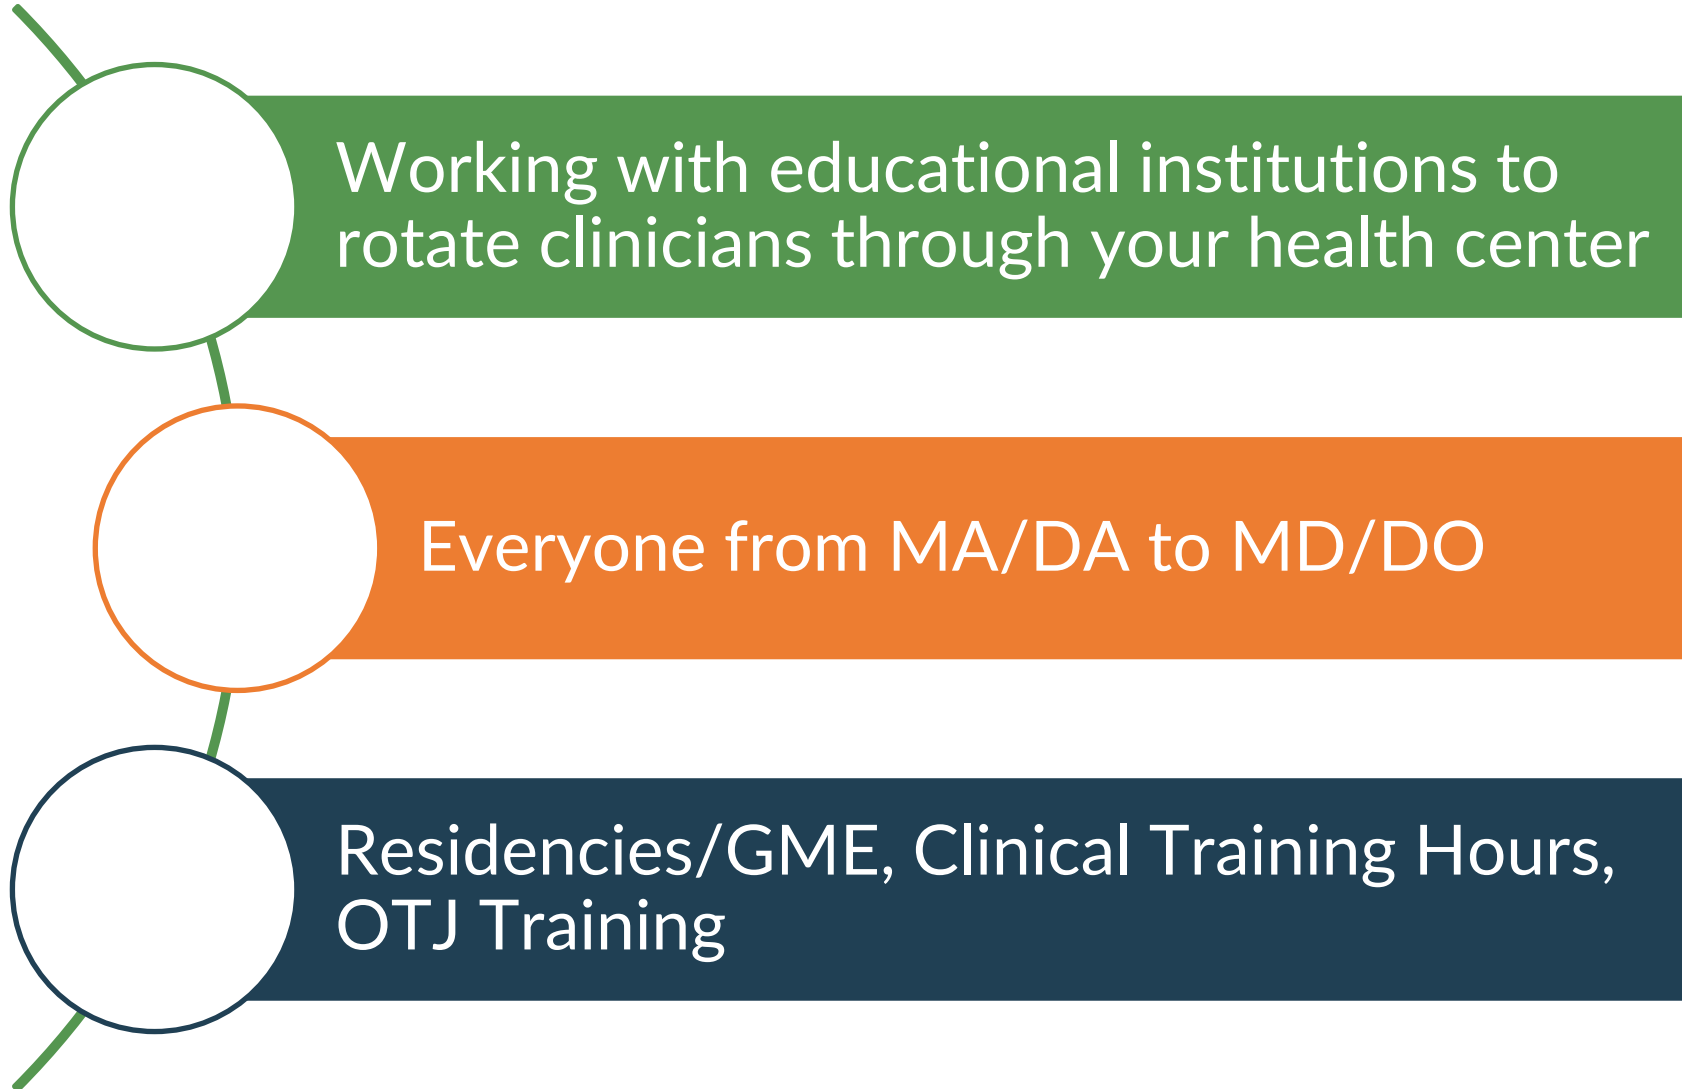 Working with educational institutions to
rotate clinicians through your health center
Everyone from MA/DA to MD/DO
Residencies/GME, Clinical Training Hours,
OTJ Training